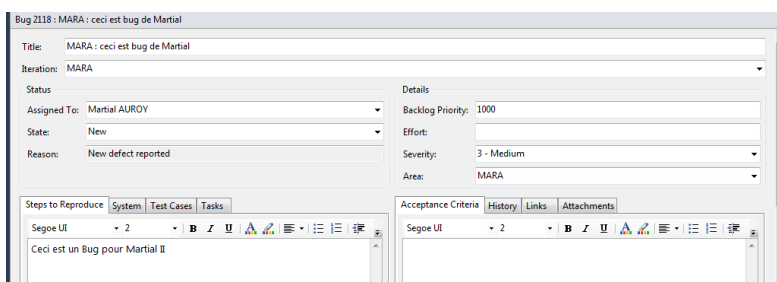 Bug 2118 : MARA : ceci est bug de Martial
Title: MARA : ceci est bug de Martial
Iteration: MARA
Status
Assigned To: Martial AUROY
State: New
Reason: New defect reported
Details
Backlog Priority: 1000
Effort:
Severity: 3 - Medium
Area: MARA
Steps to Reproduce System Test Cases Tasks
Segoe UI 2 B I U A
Ceci est un Bug pour Martial II
Acceptance Criteria History Links Attachments
Segoe UI 2 B I U A